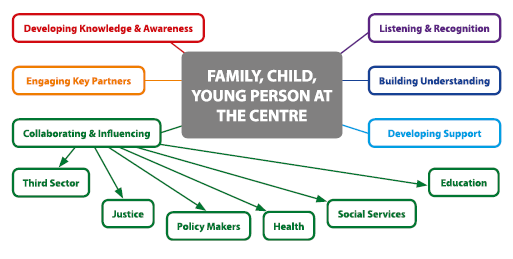 Developing Knowledge & Awareness
Listening & Recognition
FAMILY, CHILD,
YOUNG PERSON AT
THE CENTRE
Engaging Key Partners
Building Understanding
Collaborating & Influencing
Developing Support
Third Sector
Education
Justice
Social Services
Policy Makers
Health